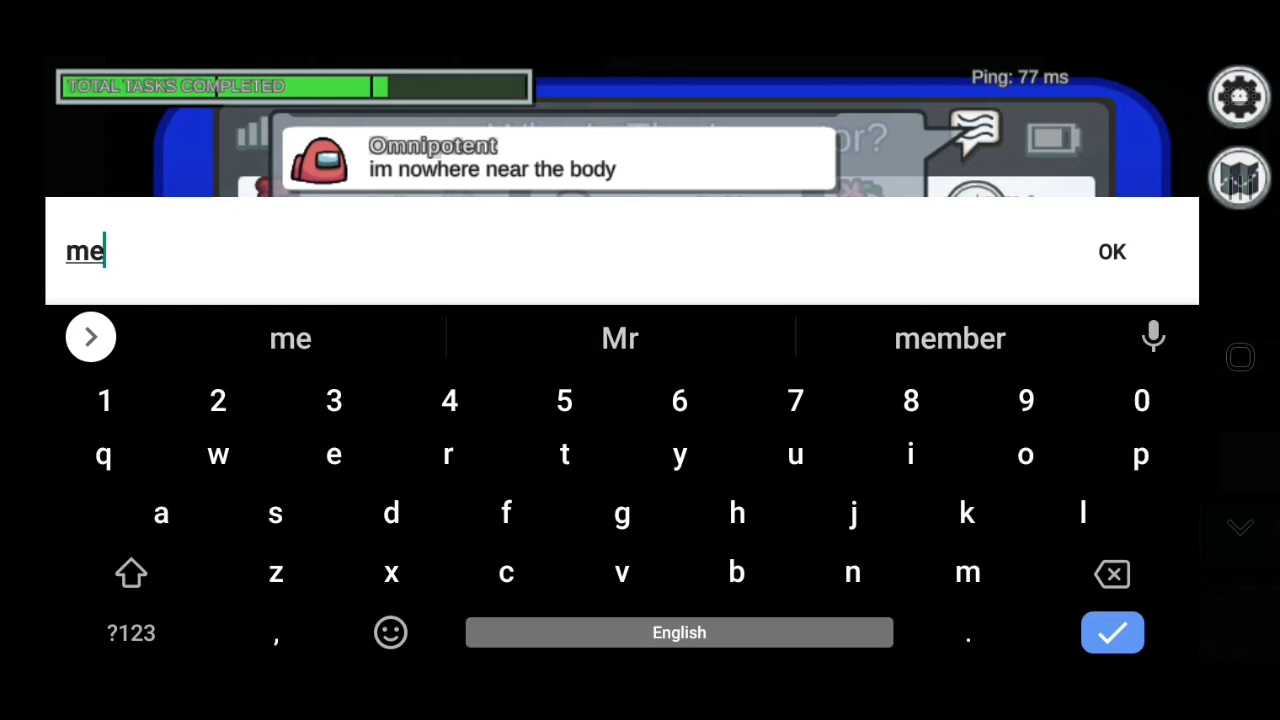 TOTAL TASKS COMPLETED
Ping: 77 ms
Omnipotent
im nowhere near the body
me
OK
me Mr member
1 2 3 4 5 6 7 8 9 0
q w e r t y u i o p
a s d f g h j k l
z x c v b n m
?123 , English .